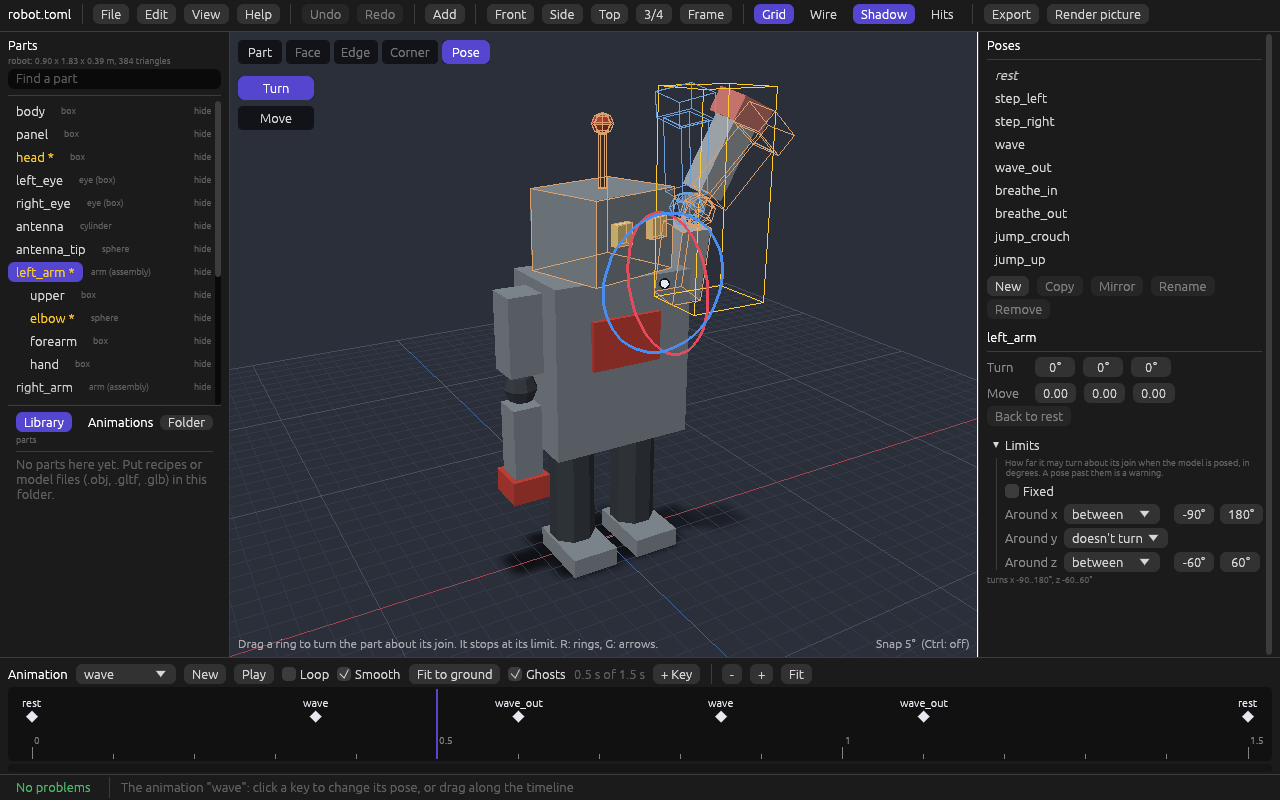 robot.toml File Edit View Help Undo Redo Add Front Side Top 3/4 Frame Grid Wire Shadow Hits Export Render picture
Parts
robot: 0.90 x 1.83 x 0.39 m, 384 triangles
Find a part
body box hide
panel box hide
head * box hide
left_eye eye (box) hide
right_eye eye (box) hide
antenna cylinder hide
antenna_tip sphere hide
left_arm * arm (assembly) hide
upper box hide
elbow * sphere hide
forearm box hide
hand box hide
right_arm arm (assembly) hide
Library Animations Folder
parts
No parts here yet. Put recipes or
model files (.obj, .gltf, .glb) in this
folder.
Part Face Edge Corner Pose
Turn
Move
Drag a ring to turn the part about its join. It stops at its limit. R: rings, G: arrows.
Snap 5° (Ctrl: off)
Poses
rest
step_left
step_right
wave
wave_out
breathe_in
breathe_out
jump_crouch
jump_up
New Copy Mirror Rename
Remove
left_arm
Turn 0° 0° 0°
Move 0.00 0.00 0.00
Back to rest
Limits
How far it may turn about its join when the model is posed, in
degrees. A pose past them is a warning.
Fixed
Around x between -90° 180°
Around y doesn't turn
Around z between -60° 60°
turns x -90..180°, z -60..60°
Animation wave New Play Loop Smooth Fit to ground Ghosts 0.5 s of 1.5 s +Key - + Fit
rest wave wave_out wave wave_out rest
0 0.5 1 1.5
No problems The animation "wave": click a key to change its pose, or drag along the timeline